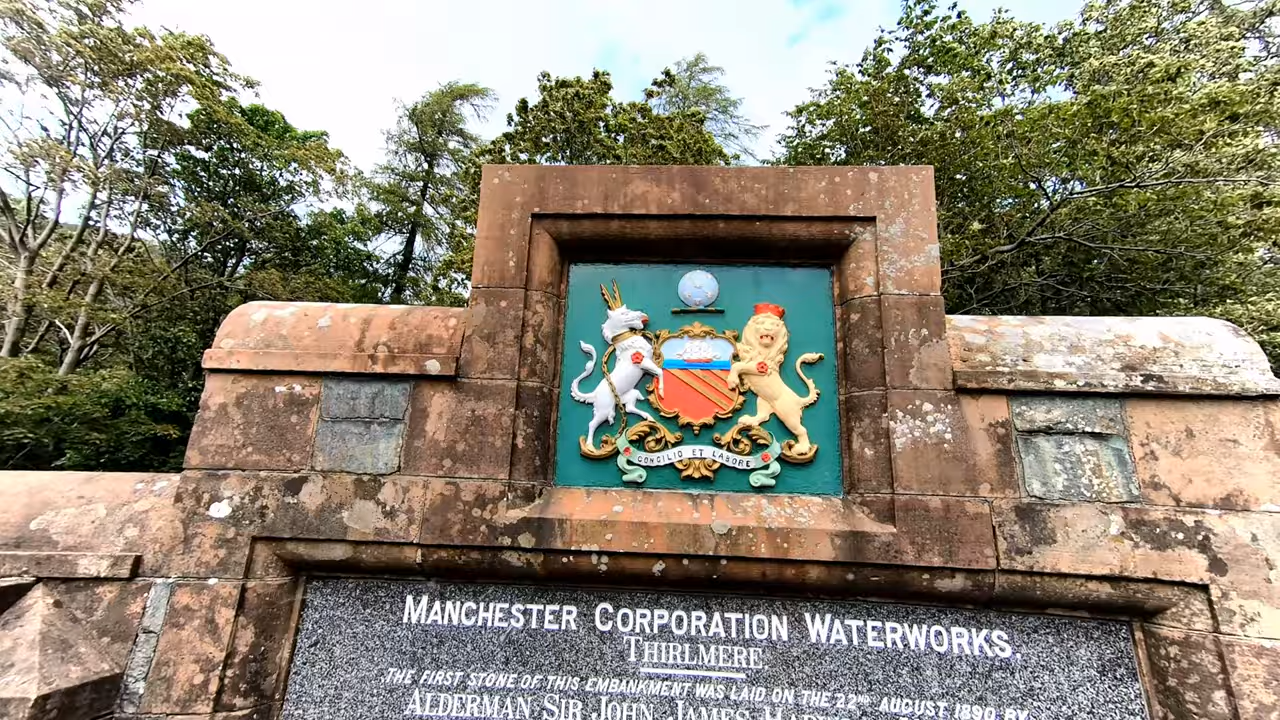 CONCILIO ET LABORE
MANCHESTER CORPORATION WATERWORKS.
THIRLMERE
THE FIRST STONE OF THIS EMBANKMENT WAS LAID ON THE 22ND AUGUST 1890 BY
ALDERMAN SIR JOHN JAMES